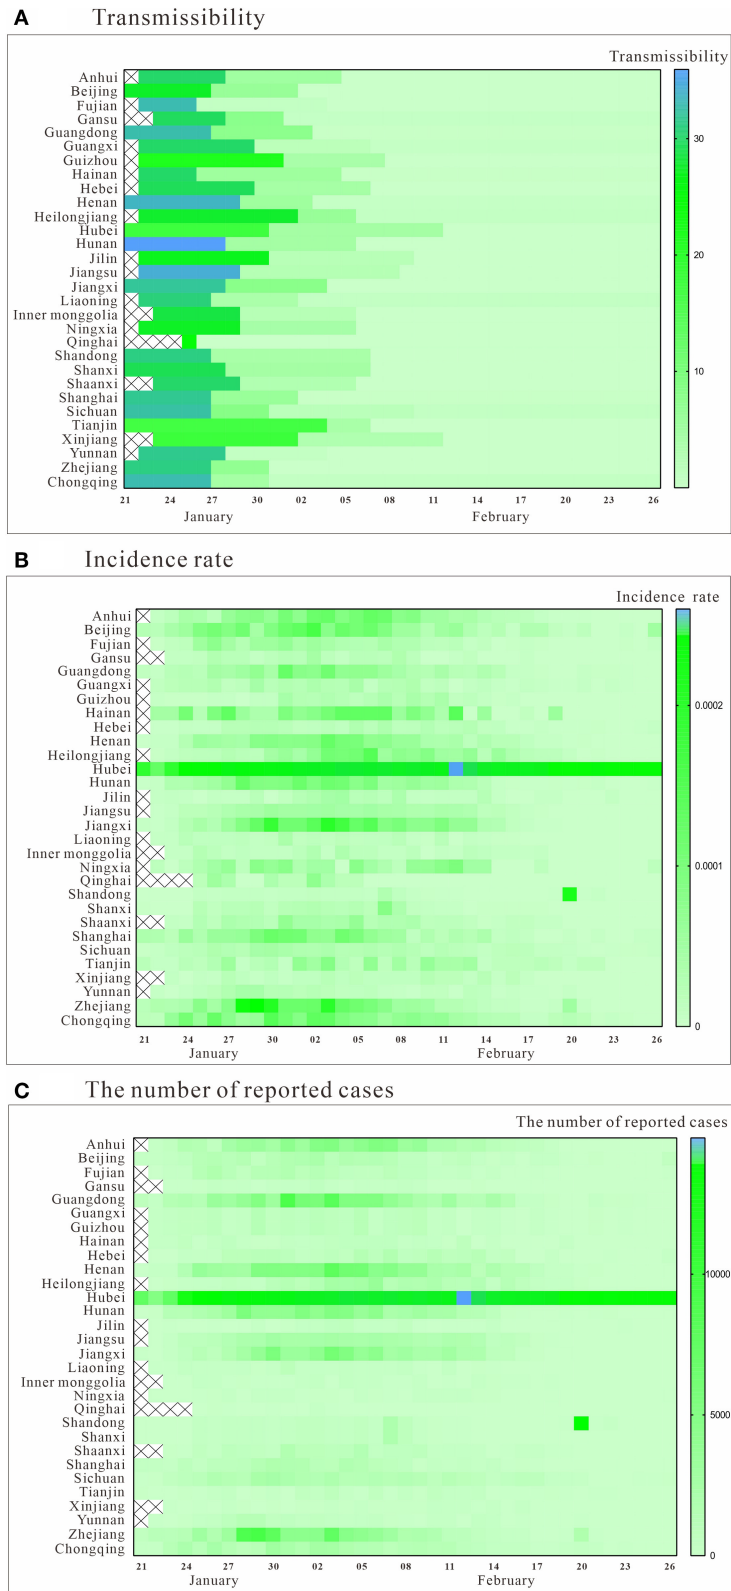 A Transmissibility
Transmissibility
Anhui
Beijing
Fujian
Gansu
Guangdong
Guangxi
Guizhou
Hainan
Hebei
Henan
Heilongjiang
Hubei
Hunan
Jilin
Jiangsu
Jiangxi
Liaoning
Inner monggolia
Ningxia
Qinghai
Shandong
Shanxi
Shaanxi
Shanghai
Sichuan
Tianjin
Xinjiang
Yunnan
Zhejiang
Chongqing
30
20
10
21 24 27 30 02 05 08 11 14 17 20 23 26
January February
B Incidence rate
Incidence rate
Anhui
Beijing
Fujian
Gansu
Guangdong
Guangxi
Guizhou
Hainan
Hebei
Henan
Heilongjiang
Hubei
Hunan
Jilin
Jiangsu
Jiangxi
Liaoning
Inner monggolia
Ningxia
Qinghai
Shandong
Shanxi
Shaanxi
Shanghai
Sichuan
Tianjin
Xinjiang
Yunnan
Zhejiang
Chongqing
0.0002
0.0001
0
21 24 27 30 02 05 08 11 14 17 20 23 26
January February
C The number of reported cases
The number of reported cases
Anhui
Beijing
Fujian
Gansu
Guangdong
Guangxi
Guizhou
Hainan
Hebei
Henan
Heilongjiang
Hubei
Hunan
Jilin
Jiangsu
Jiangxi
Liaoning
Inner monggolia
Ningxia
Qinghai
Shandong
Shanxi
Shaanxi
Shanghai
Sichuan
Tianjin
Xinjiang
Yunnan
Zhejiang
Chongqing
10000
5000
0
21 24 27 30 02 05 08 11 14 17 20 23 26
January February